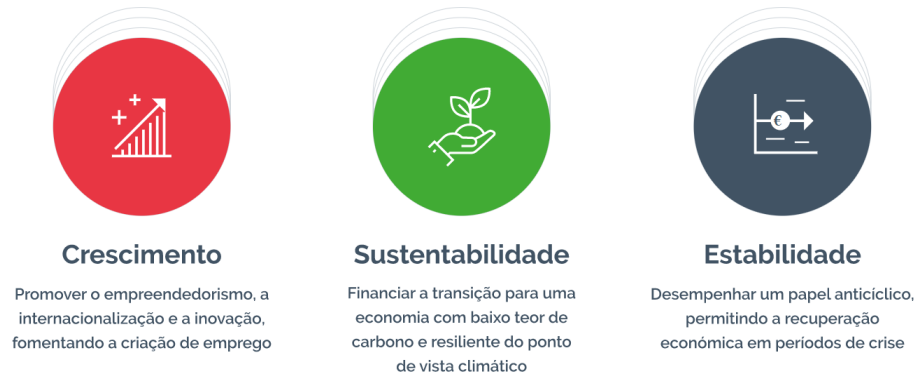 €
Crescimento
Promover o empreendedorismo, a
internacionalização e a inovação,
fomentando a criação de emprego
Sustentabilidade
Financiar a transição para uma
economia com baixo teor de
carbono e resiliente do ponto
de vista climático
Estabilidade
Desempenhar um papel anticíclico,
permitindo a recuperação
económica em períodos de crise